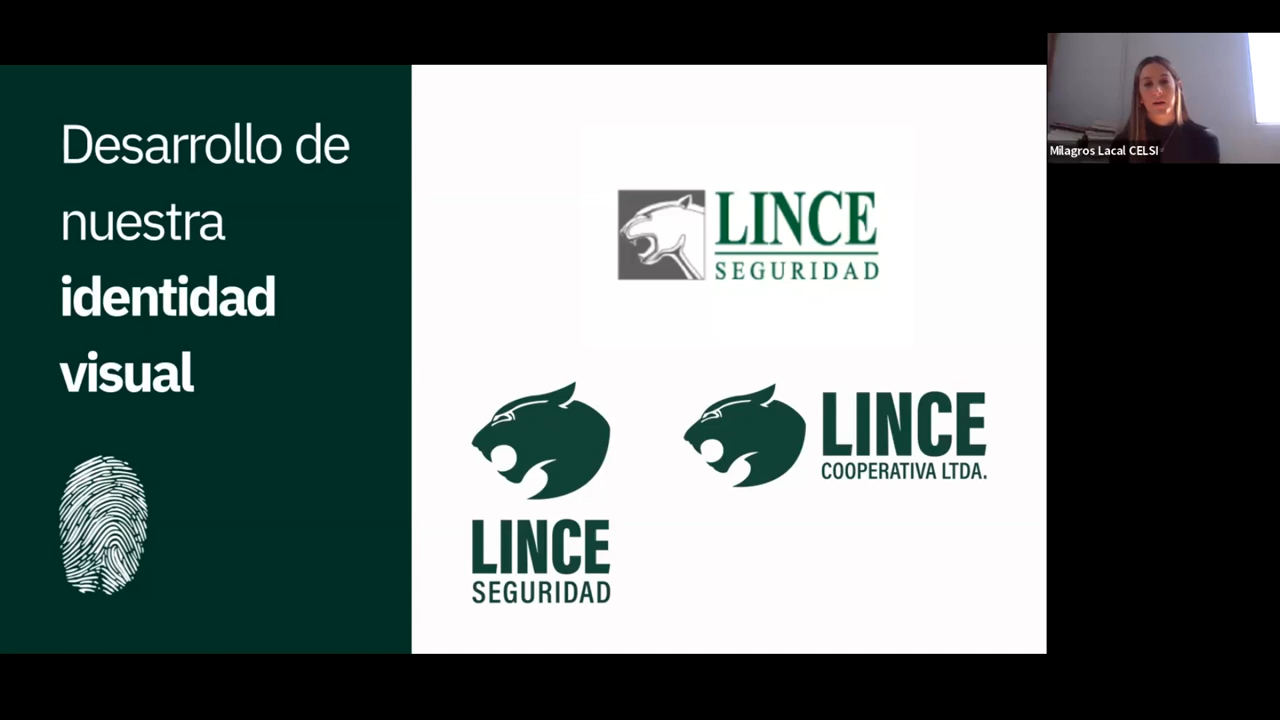 Desarrollo de
nuestra
identidad
visual
LINCE
SEGURIDAD
LINCE
SEGURIDAD
LINCE
COOPERATIVA LTDA.
Milagros Lacal CELSI